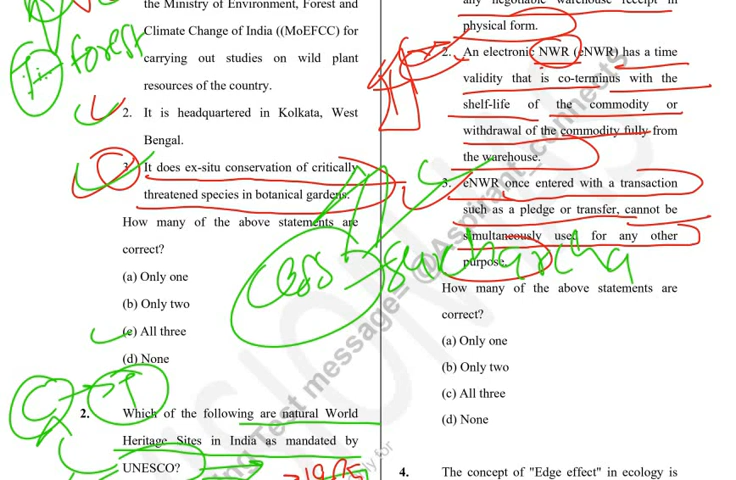 the Ministry of Environment, Forest and
Climate Change of India ((MoEFCC) for
carrying out studies on wild plant
resources of the country.
2. It is headquartered in Kolkata, West
Bengal.
3. It does ex-situ conservation of critically
threatened species in botanical gardens.
How many of the above statements are
correct?
(a) Only one
(b) Only two
(c) All three
(d) None
2. Which of the following are natural World
Heritage Sites in India as mandated by
UNESCO?
forest
cess
any negotiable warehouse receipt in
physical form.
2. An electronic NWR (eNWR) has a time
validity that is co-terminus with the
shelf-life of the commodity or
withdrawal of the commodity fully from
the warehouse.
3. eNWR once entered with a transaction
such as a pledge or transfer, cannot be
simultaneously used for any other
purpose.
How many of the above statements are
correct?
(a) Only one
(b) Only two
(c) All three
(d) None
4. The concept of "Edge effect" in ecology is